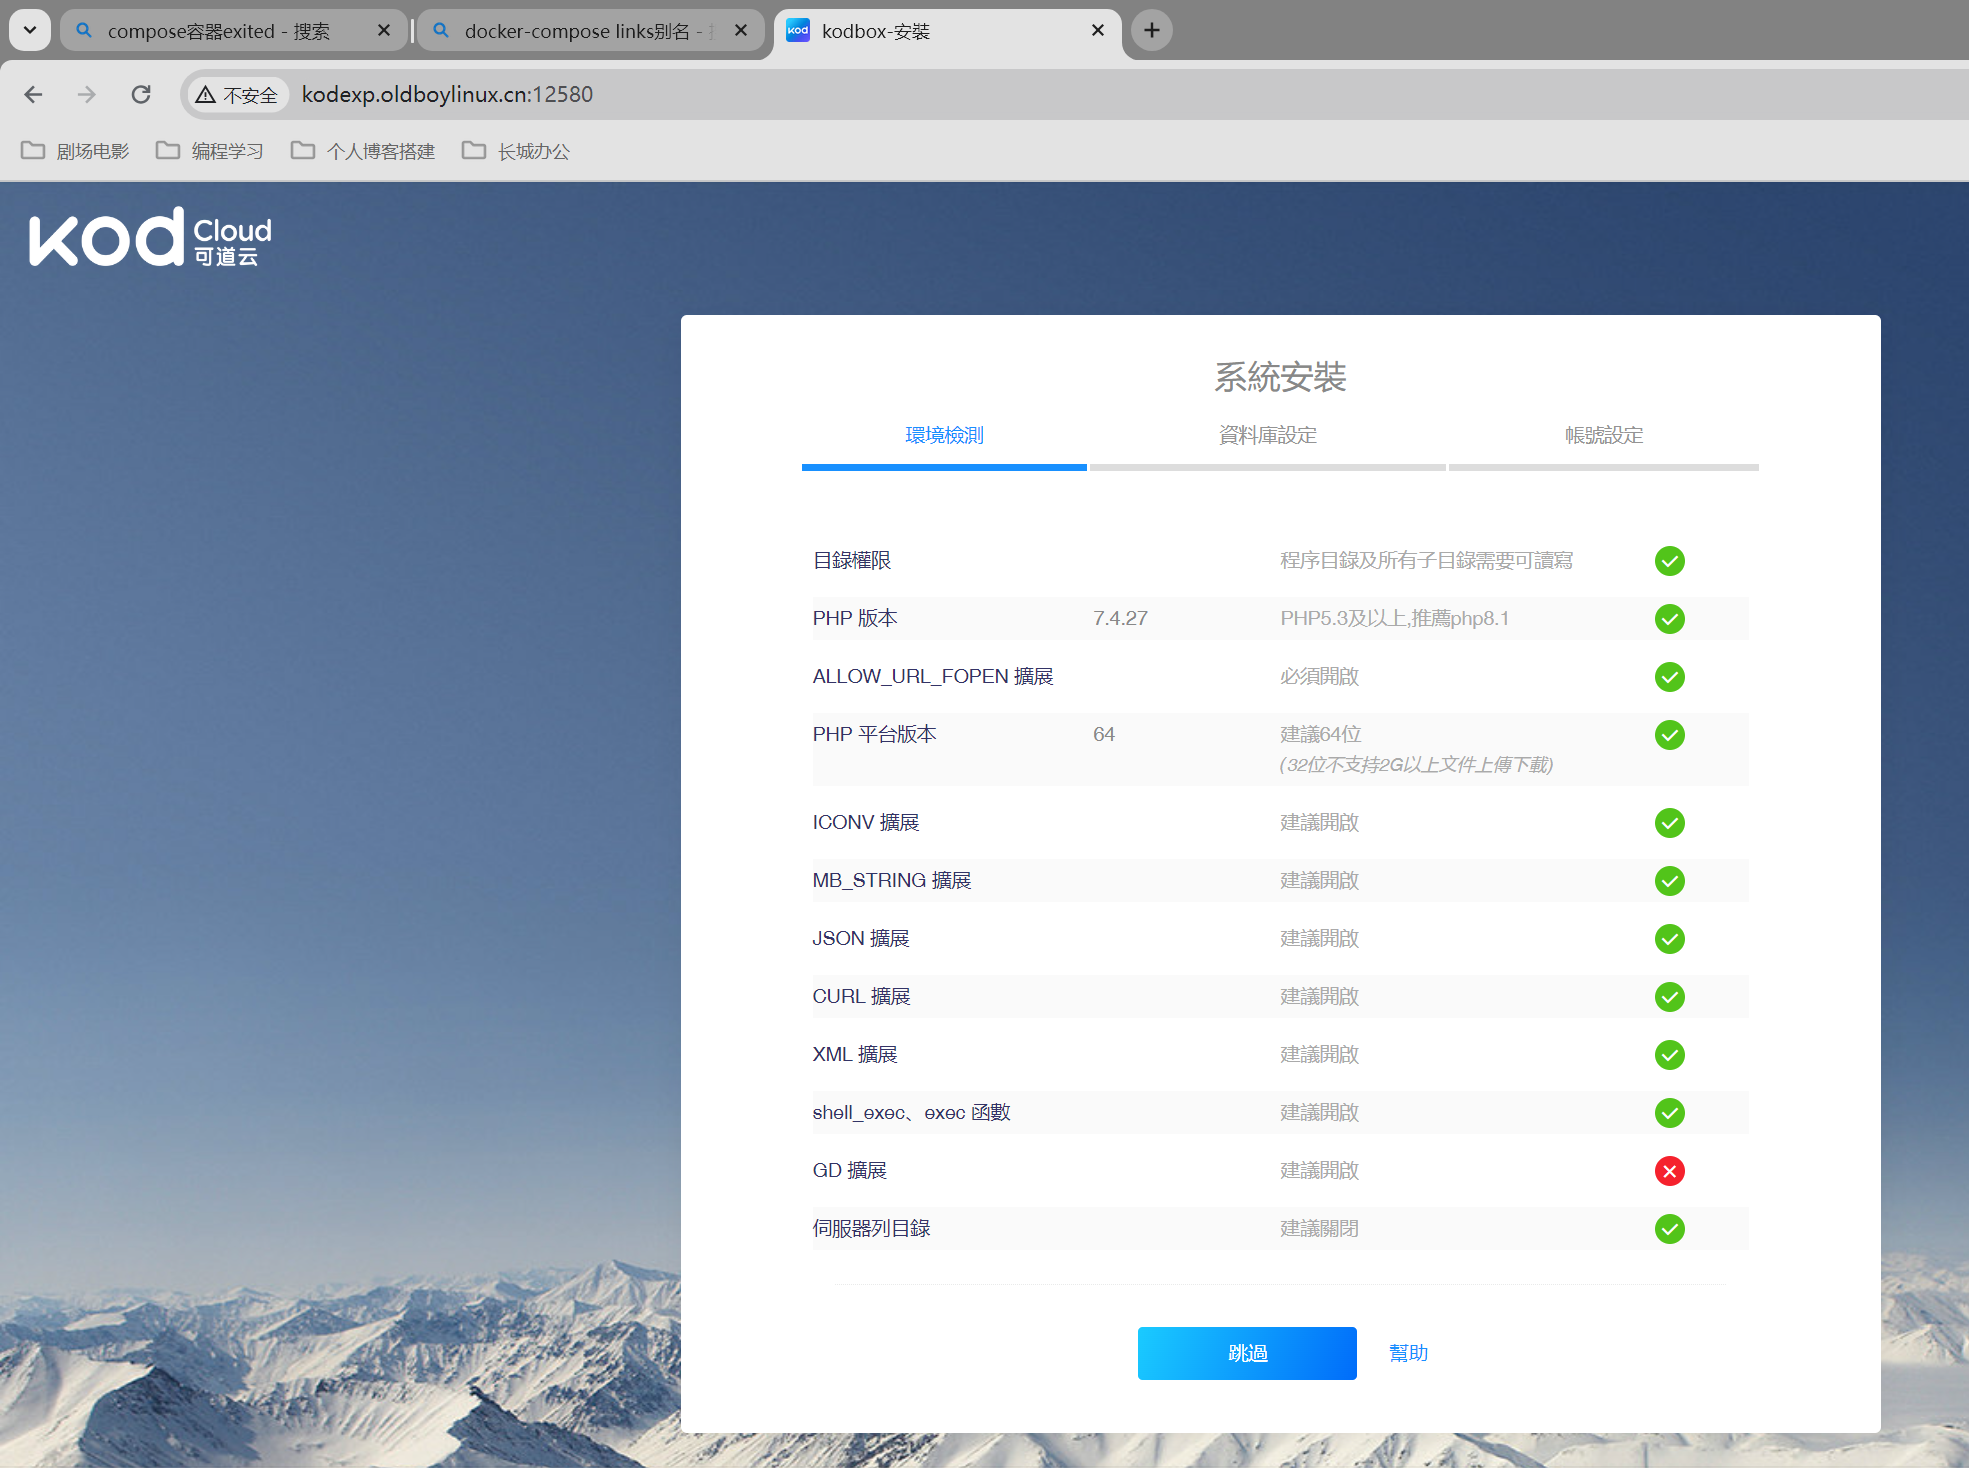 compose容器exited - 搜索
docker-compose links别名 -
kodbox-安裝
不安全
kodexp.oldboylinux.cn:12580
剧场电影
编程学习
个人博客搭建
长城办公
kod Cloud
可道云
系統安裝
環境檢測
資料庫設定
帳號設定
目錄權限 程序目錄及所有子目錄需要可讀寫
PHP 版本 7.4.27 PHP5.3及以上,推薦php8.1
ALLOW_URL_FOPEN 擴展 必須開啟
PHP 平台版本 64 建議64位
(32位不支持2G以上文件上傳下載)
ICONV 擴展 建議開啟
MB_STRING 擴展 建議開啟
JSON 擴展 建議開啟
CURL 擴展 建議開啟
XML 擴展 建議開啟
shell_exec、exec 函數 建議開啟
GD 擴展 建議開啟
伺服器列目錄 建議關閉
跳過
幫助